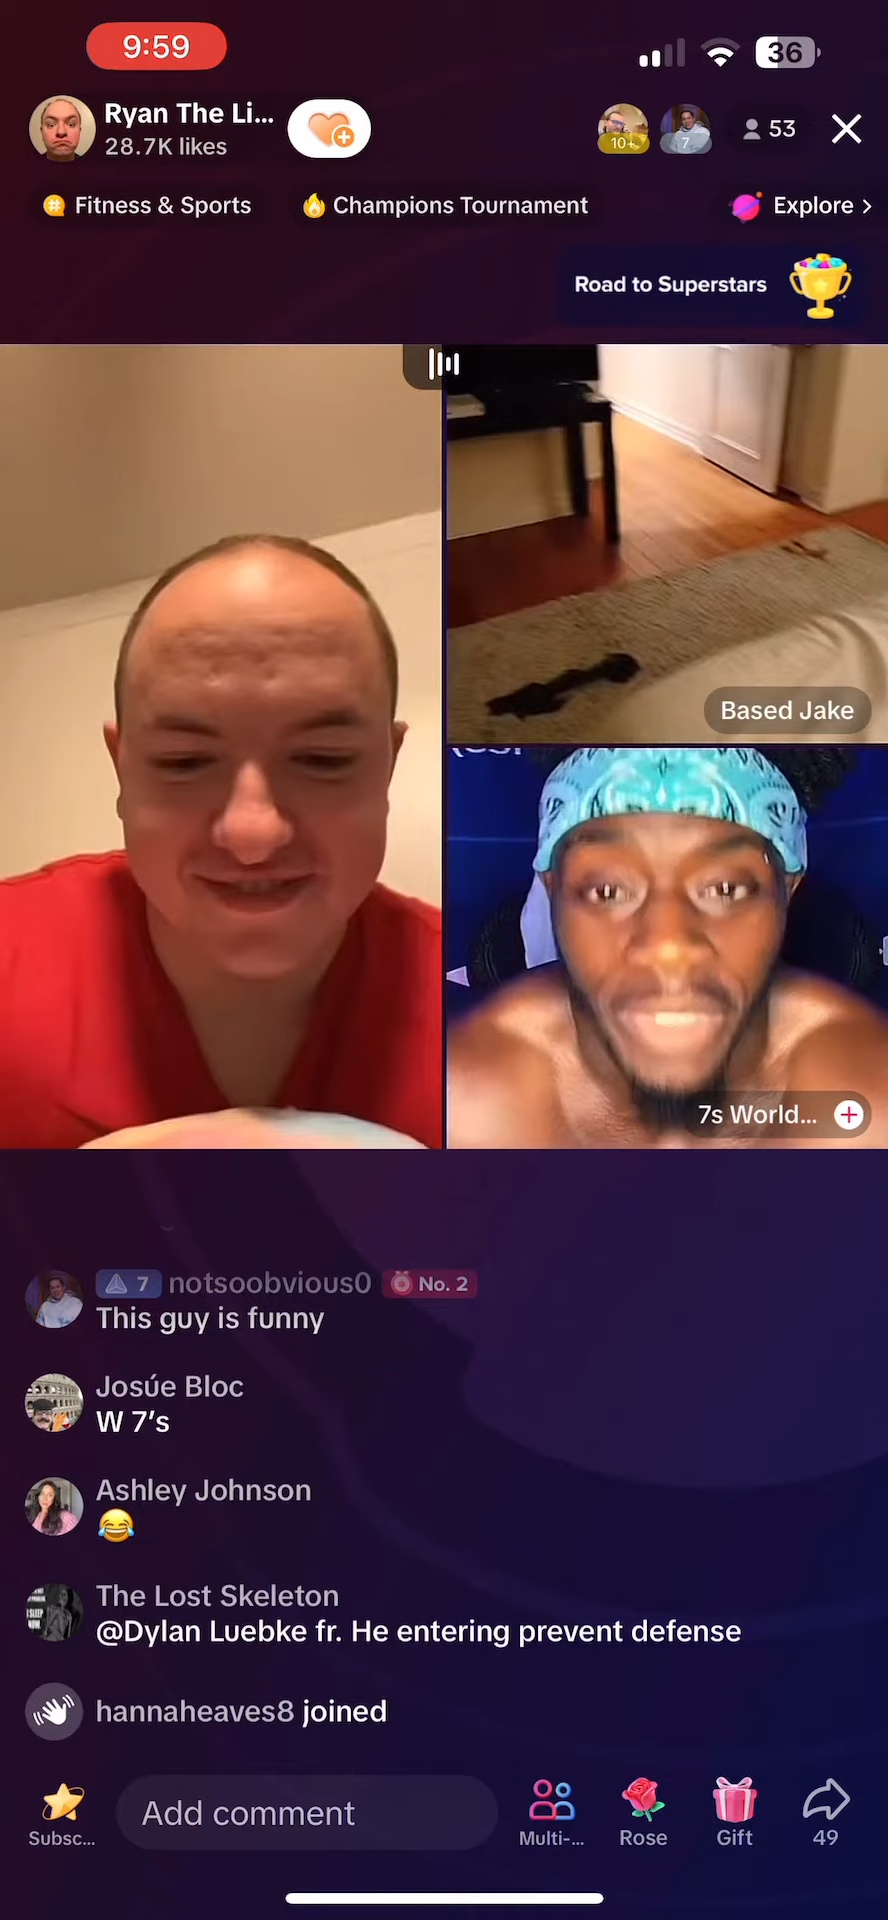 9:59
36
Ryan The Li...
28.7K likes
10+
7
53
Fitness & Sports
Champions Tournament
Explore >
Road to Superstars
Based Jake
7s World...
7 notsoobvious0 No. 2
This guy is funny
Josúe Bloc
W 7's
Ashley Johnson
😂
The Lost Skeleton
@Dylan Luebke fr. He entering prevent defense
hannaheaves8 joined
Add comment
Subsc...
Multi-...
Rose
Gift
49